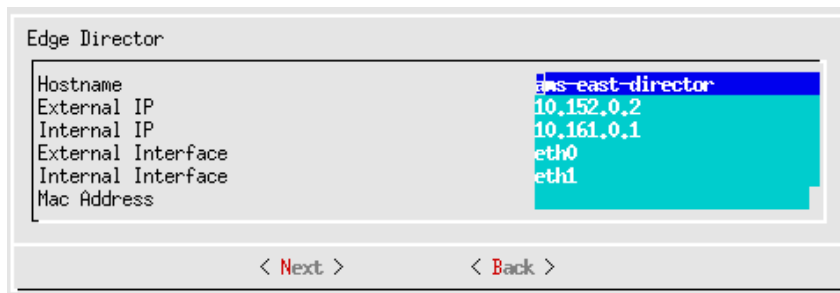 Edge Director
Hostname ams-east-director
External IP 10.152.0.2
Internal IP 10.161.0.1
External Interface eth0
Internal Interface eth1
Mac Address
< Next > < Back >